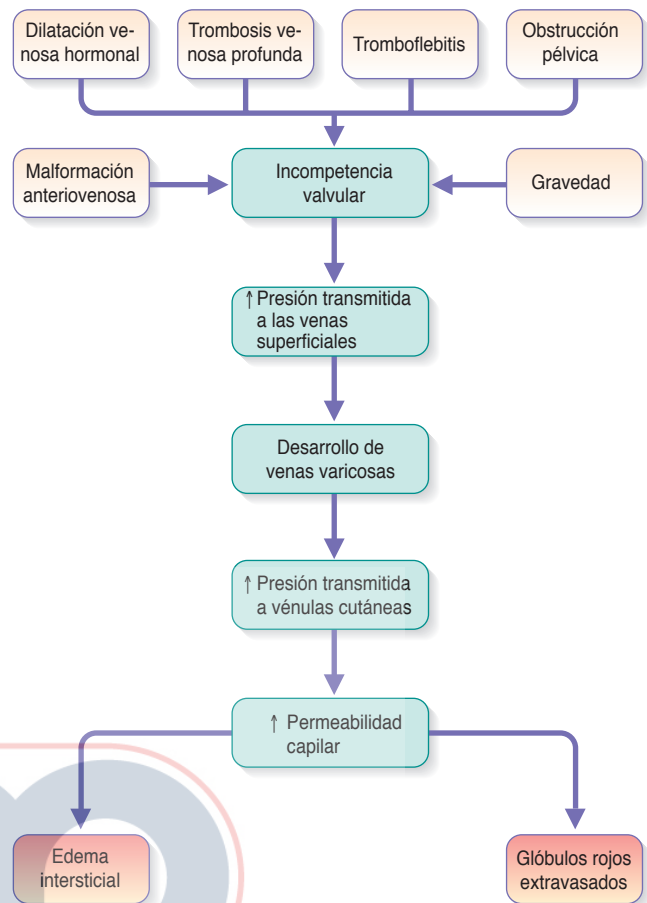 Dilatación ve-
nosa hormonal
Trombosis ve-
nosa profunda
Tromboflebitis
Obstrucción
pélvica
Malformación
anteriovenosa
Incompetencia
valvular
Gravedad
↑ Presión transmitida
a las venas
superficiales
Desarrollo de
venas varicosas
↑ Presión transmitida
a vénulas cutáneas
↑ Permeabilidad
capilar
Edema
intersticial
Glóbulos rojos
extravasados